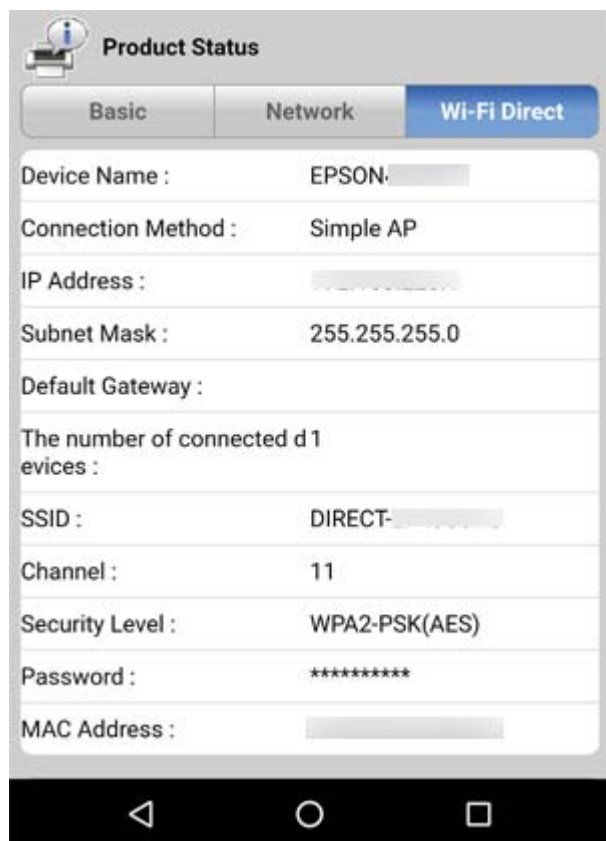 Product Status
Basic Network Wi-Fi Direct
Device Name : EPSON
Connection Method : Simple AP
IP Address :
Subnet Mask : 255.255.255.0
Default Gateway :
The number of connected d 1
evices :
SSID : DIRECT-
Channel : 11
Security Level : WPA2-PSK(AES)
Password : **********
MAC Address :